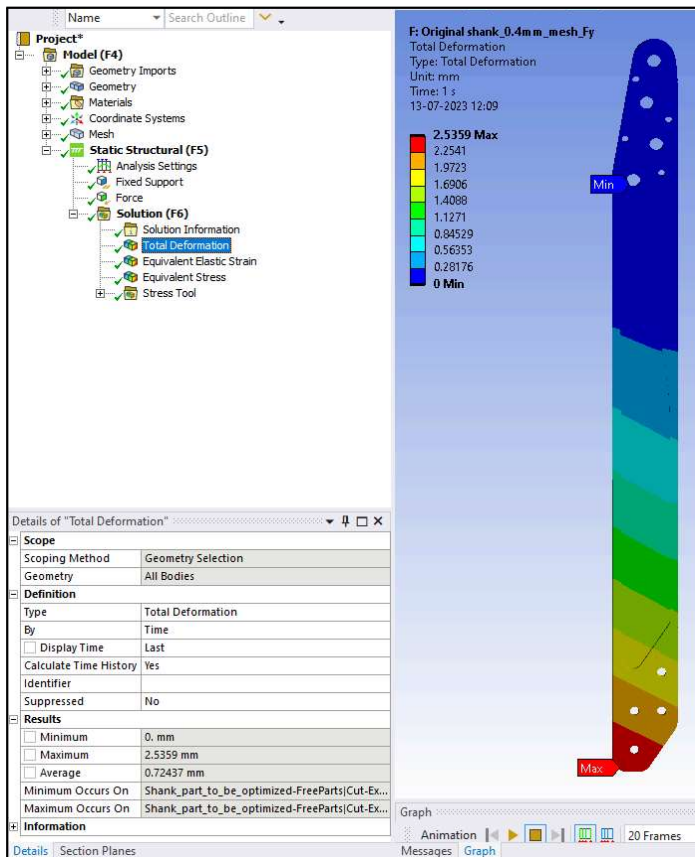 Name
Search Outline
Project*
Model (F4)
Geometry Imports
Geometry
Materials
Coordinate Systems
Mesh
Static Structural (F5)
Analysis Settings
Fixed Support
Force
Solution (F6)
Solution Information
Total Deformation
Equivalent Elastic Strain
Equivalent Stress
Stress Tool
Details of "Total Deformation"
Scope
Scoping Method Geometry Selection
Geometry All Bodies
Definition
Type Total Deformation
By Time
Display Time Last
Calculate Time History Yes
Identifier
Suppressed No
Results
Minimum 0. mm
Maximum 2.5359 mm
Average 0.72437 mm
Minimum Occurs On Shank_part_to_be_optimized-FreeParts|Cut-Ex...
Maximum Occurs On Shank_part_to_be_optimized-FreeParts|Cut-Ex...
Information
Details Section Planes
F: Original shank_0.4mm_mesh_Fy
Total Deformation
Type: Total Deformation
Unit: mm
Time: 1 s
13-07-2023 12:09
2.5359 Max
2.2541
1.9723
1.6906
1.4088
1.1271
0.84529
0.56353
0.28176
0 Min
Min
Max
Graph
Animation 20 Frames
Messages Graph